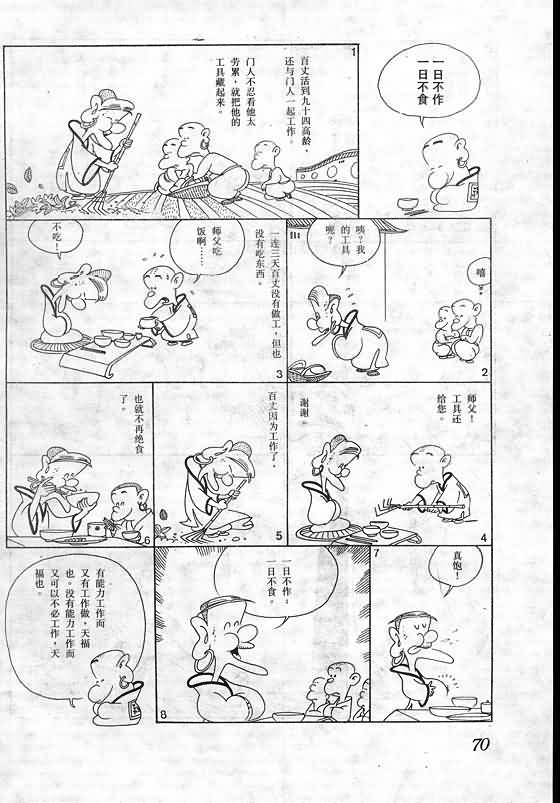 一日不作
一日不食
1
百丈活到九十四高龄，
还与门人一起工作。
门人不忍看他太
劳累，就把他的
工具藏起来。
嘻。
咦？我
的工具
呢？
2
一连三天百丈没有做工，但也
没有吃东西。
师父吃
饭啊……
不吃！
3
师父！
工具还
给您。
谢谢。
4
百丈因为工作了，
5
也就不再绝食
了。
6
7
真饱！
一日不作；
一日不食。
8
有能力工作而
又有工作做，天福
也。没有能力工作而
又可以不必工作，天
福也。
70